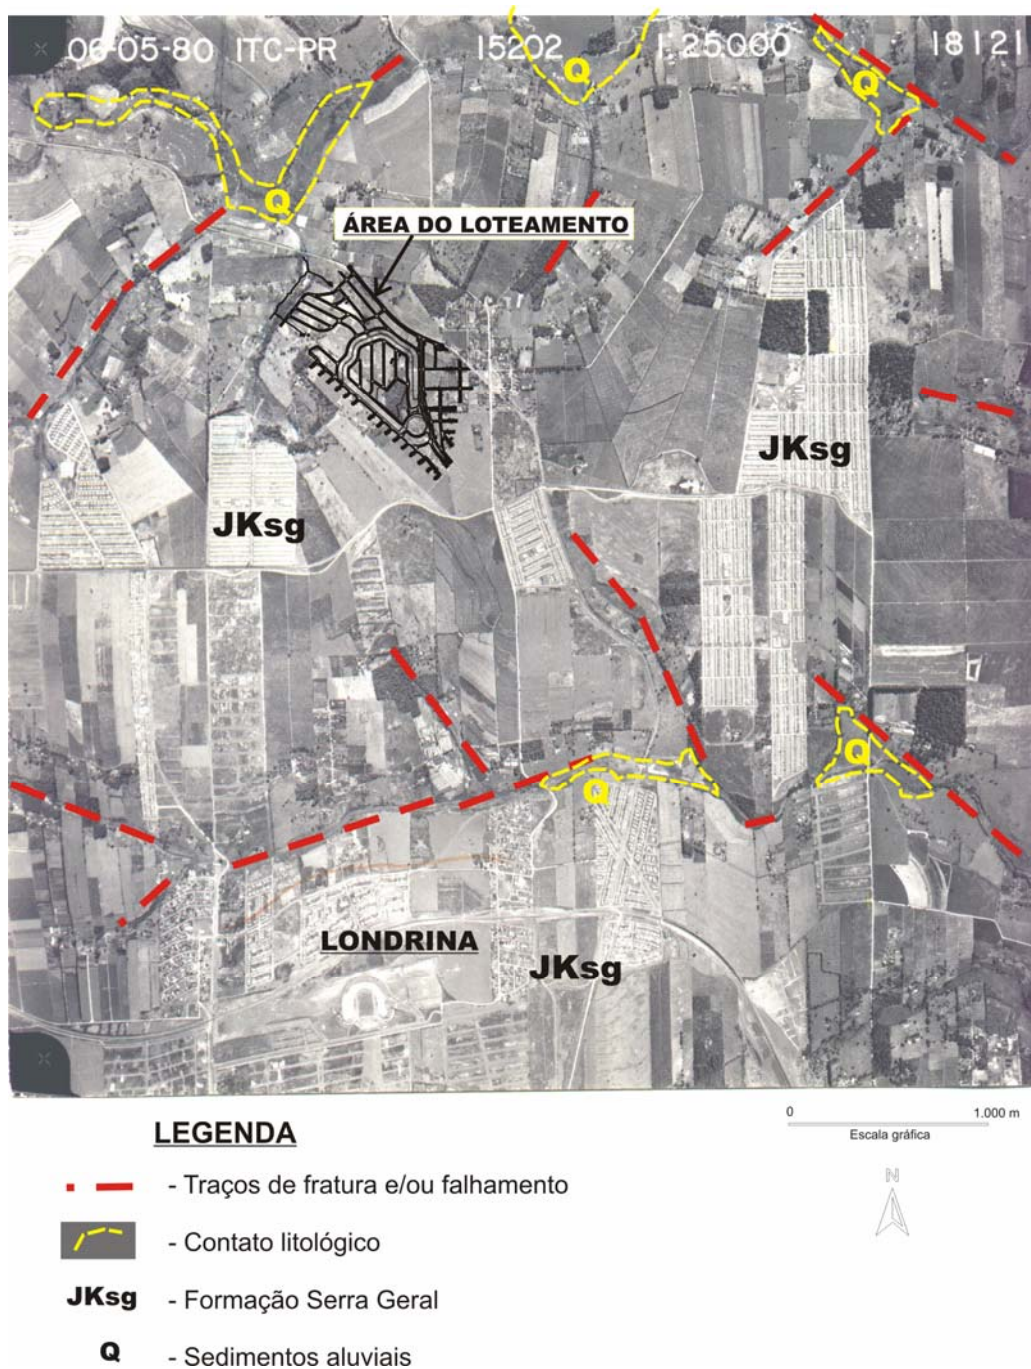 06-05-80 ITC-PR 15202 1:25000 18121
Q
Q
Q
ÁREA DO LOTEAMENTO
JKsg
JKsg
Q
Q
LONDRINA
JKsg
LEGENDA
0 1.000 m
Escala gráfica
N
- Traços de fratura e/ou falhamento
- Contato litológico
JKsg - Formação Serra Geral
Q - Sedimentos aluviais